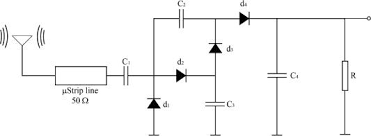 C₂
d₄
d₃
C₁
d₂
μStrip line
50 Ω
d₁
C₃
C₄
R